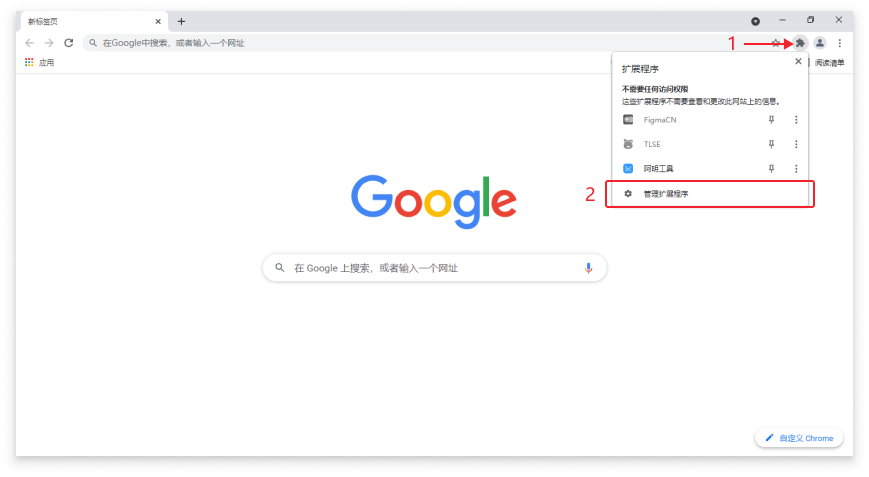 新标签页
在Google中搜索，或者输入一个网址
1
应用
阅读清单
扩展程序
不需要任何访问权限
这些扩展程序不需要查看和更改此网站上的信息。
FigmaCN
TLSE
阿明工具
2
管理扩展程序
Google
在 Google 上搜索，或者输入一个网址
自定义 Chrome